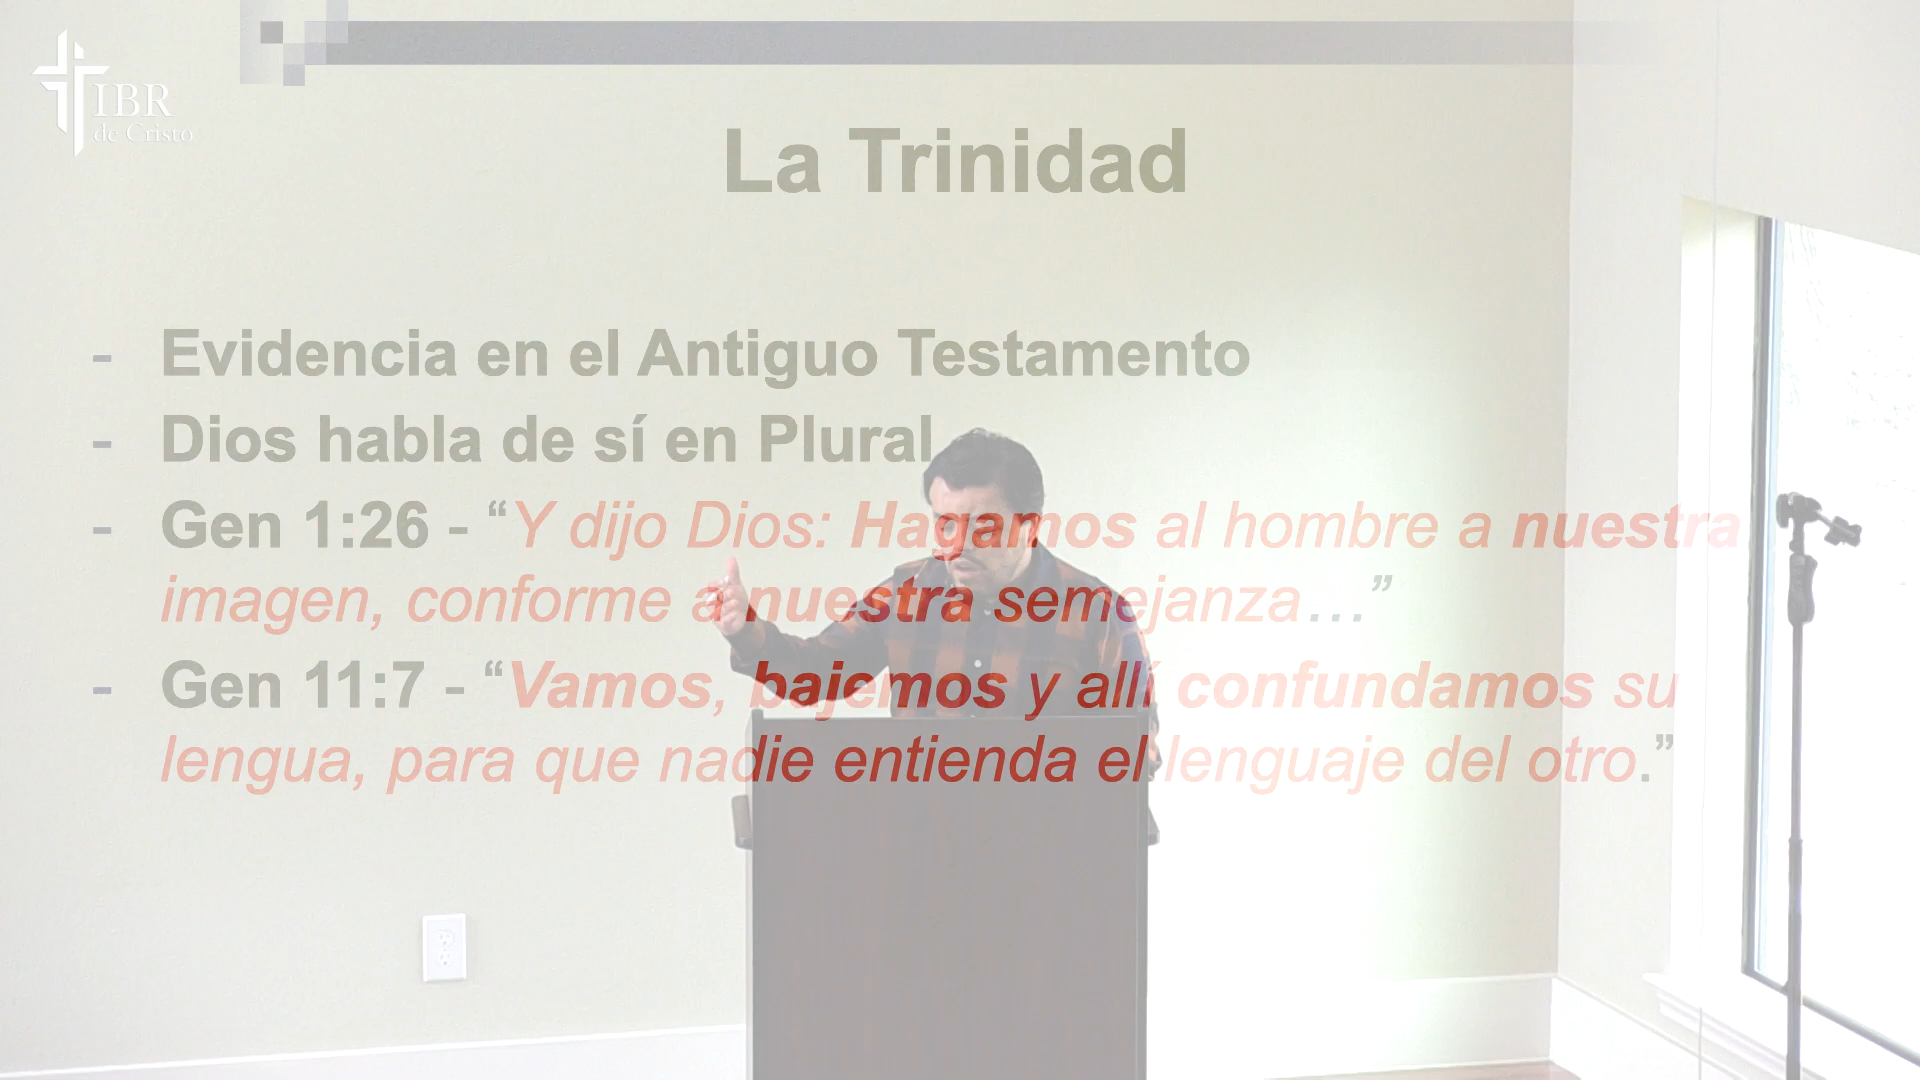 IBR
de Cristo
La Trinidad
- Evidencia en el Antiguo Testamento
- Dios habla de sí en Plural
- Gen 1:26 - “Y dijo Dios: Hagamos al hombre a nuestra
imagen, conforme a nuestra semejanza…”
- Gen 11:7 - “Vamos, bajemos y allí confundamos su
lengua, para que nadie entienda el lenguaje del otro.”